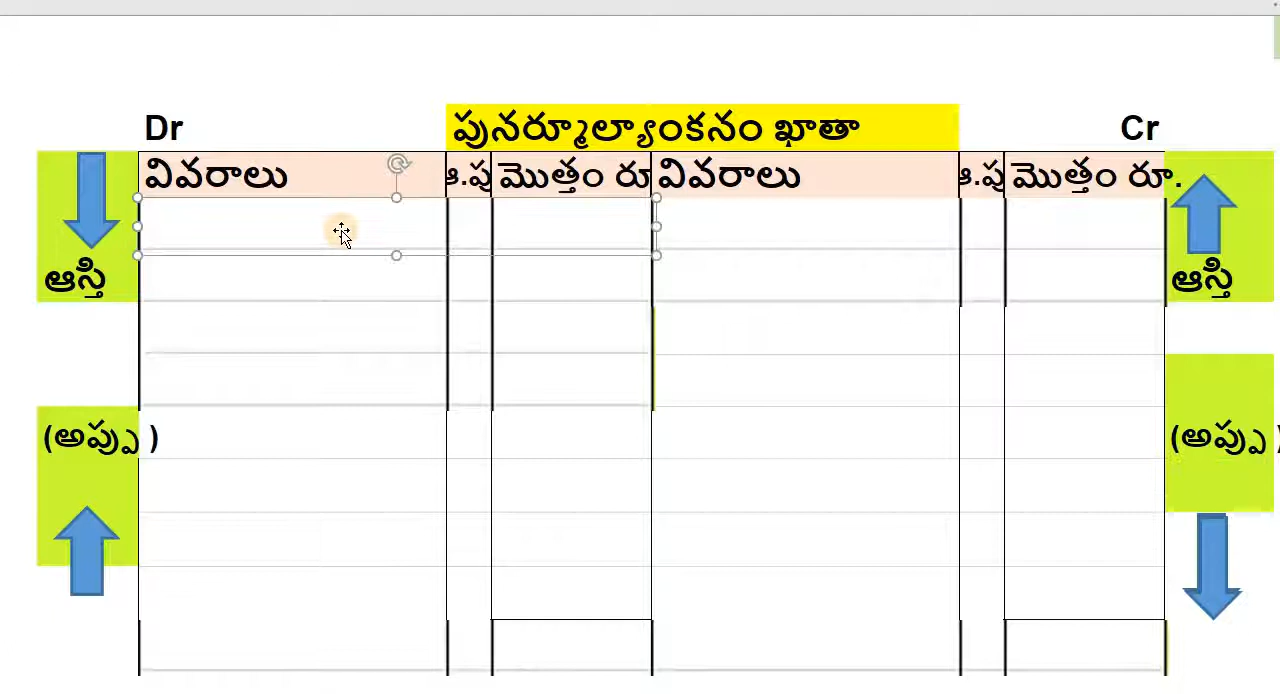 Dr పునర్మూల్యాంకనం ఖాతా Cr
వివరాలు ఆ.పు మొత్తం రూ వివరాలు ఆ.పు మొత్తం రూ.
ఆస్తి ఆస్తి
(అప్పు ) (అప్పు )